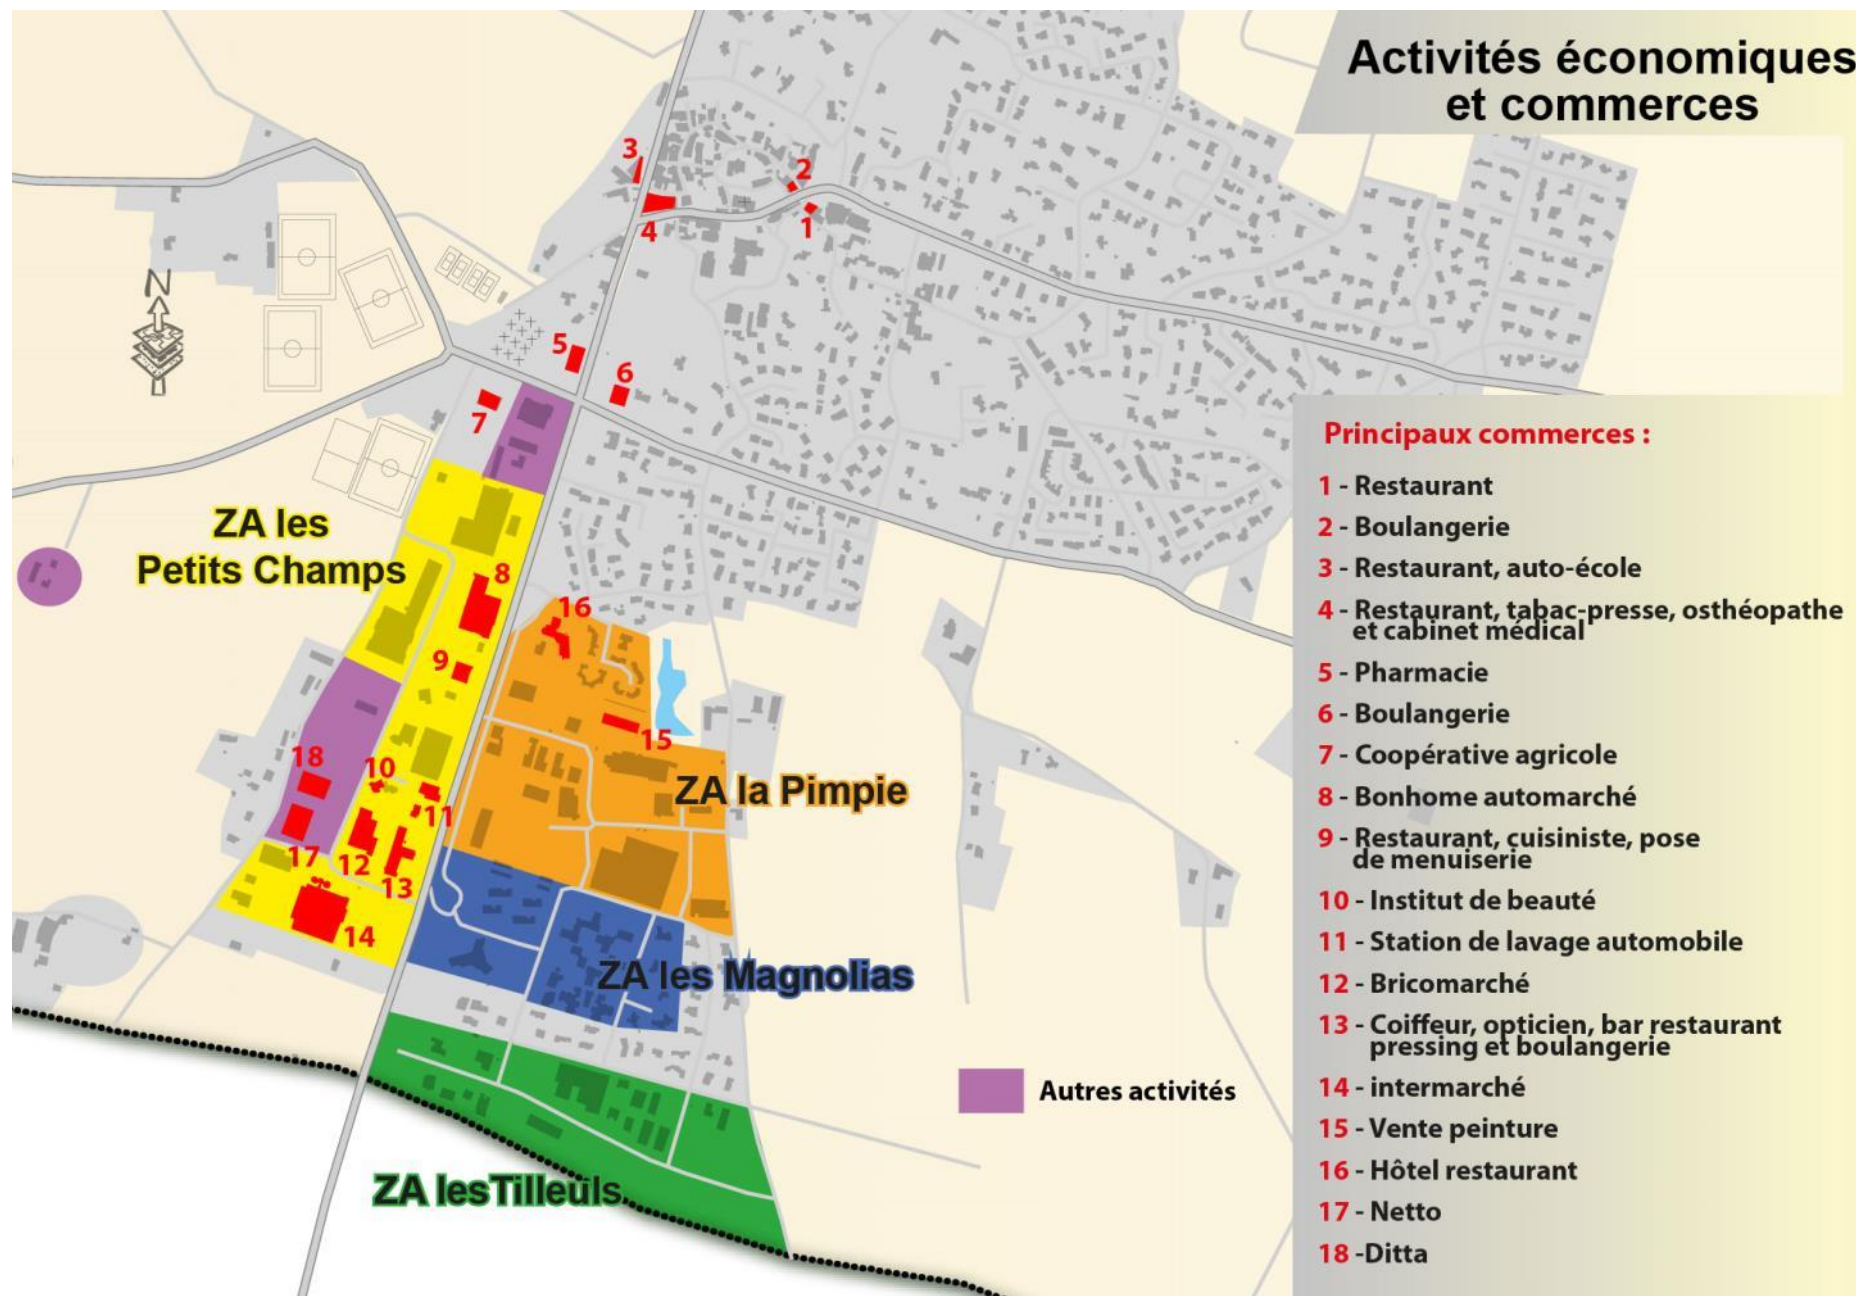 Activités économiques
et commerces
N
3
2
4
1
5
6
7
ZA les
Petits Champs
8
16
9
15
18
10
ZA la Pimpie
11
17
12
13
14
ZA les Magnolias
ZA lesTilleuls
Autres activités
Principaux commerces :
1 - Restaurant
2 - Boulangerie
3 - Restaurant, auto-école
4 - Restaurant, tabac-presse, osthéopathe
et cabinet médical
5 - Pharmacie
6 - Boulangerie
7 - Coopérative agricole
8 - Bonhome automarché
9 - Restaurant, cuisiniste, pose
de menuiserie
10 - Institut de beauté
11 - Station de lavage automobile
12 - Bricomarché
13 - Coiffeur, opticien, bar restaurant
pressing et boulangerie
14 - intermarché
15 - Vente peinture
16 - Hôtel restaurant
17 - Netto
18 -Ditta